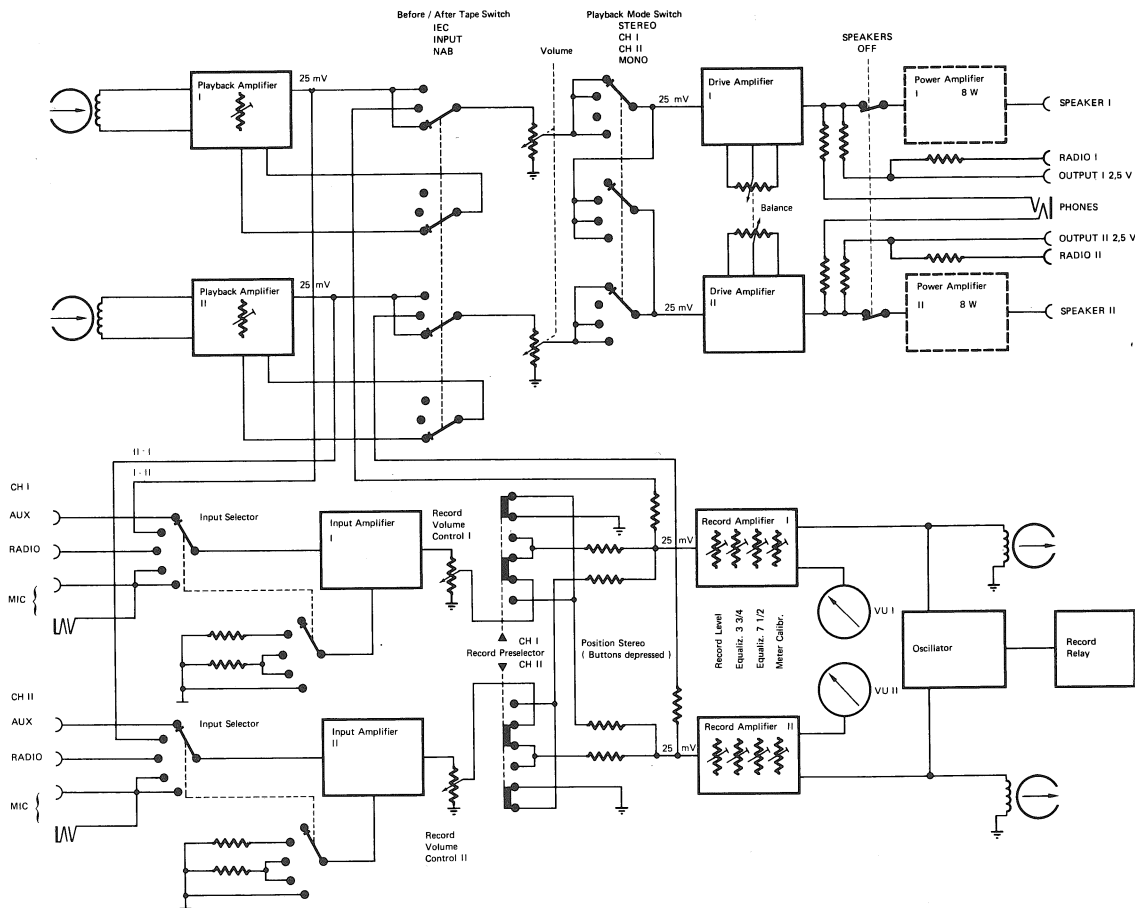 Before / After Tape Switch
IEC
INPUT
NAB
Playback Mode Switch
STEREO
CH I
CH II
MONO
Volume
SPEAKERS
OFF
Playback Amplifier
I
25 mV
25 mV
Drive Amplifier
I
Power Amplifier
I 8 W
SPEAKER I
RADIO I
OUTPUT I 2,5 V
Balance
PHONES
OUTPUT II 2,5 V
RADIO II
Playback Amplifier
II
25 mV
25 mV
Drive Amplifier
II
Power Amplifier
II 8 W
SPEAKER II
II - I
I - II
CH I
AUX
RADIO
MIC
Input Selector
Input Amplifier
I
Record
Volume
Control I
25 mV
Record Amplifier I
VU I
Record Level
Equaliz. 3 3/4
Equaliz. 7 1/2
Meter Calibr.
CH I
Record Preselector
CH II
Position Stereo
( Buttons depressed )
Oscillator
Record
Relay
VU II
CH II
AUX
RADIO
MIC
Input Selector
Input Amplifier
II
Record
Volume
Control II
25 mV
Record Amplifier II